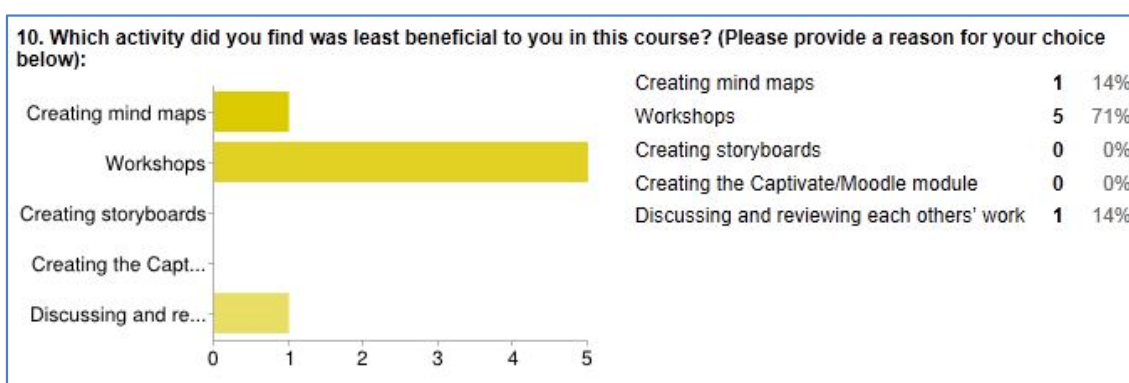 10. Which activity did you find was least beneficial to you in this course? (Please provide a reason for your choice
below):
Creating mind maps
Workshops
Creating storyboards
Creating the Capt...
Discussing and re...
0 1 2 3 4 5
Creating mind maps 1 14%
Workshops 5 71%
Creating storyboards 0 0%
Creating the Captivate/Moodle module 0 0%
Discussing and reviewing each others' work 1 14%